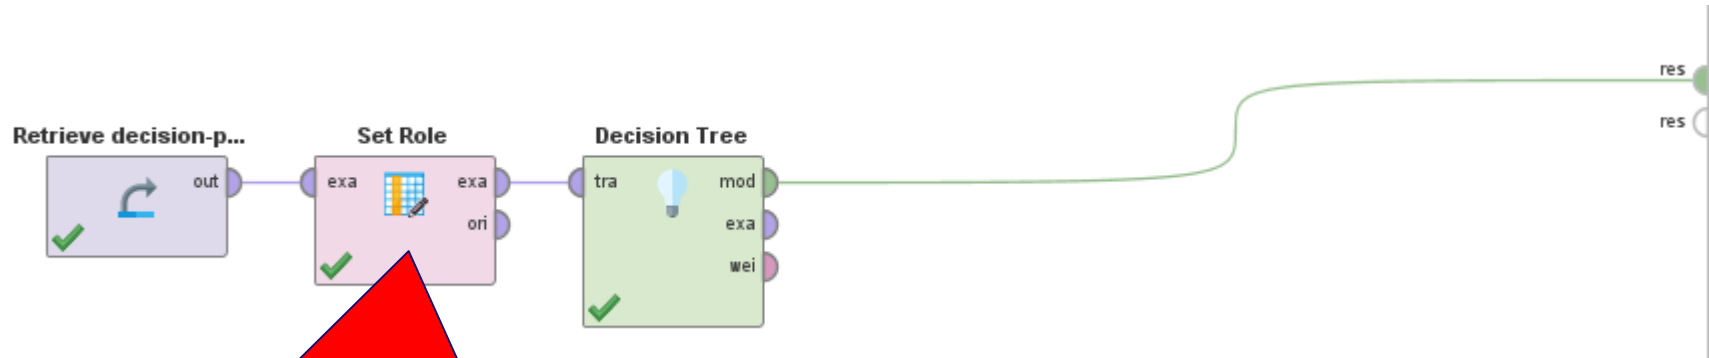 res
res
Retrieve decision-p...
Set Role
Decision Tree
out
exa
exa
ori
tra
mod
exa
wei